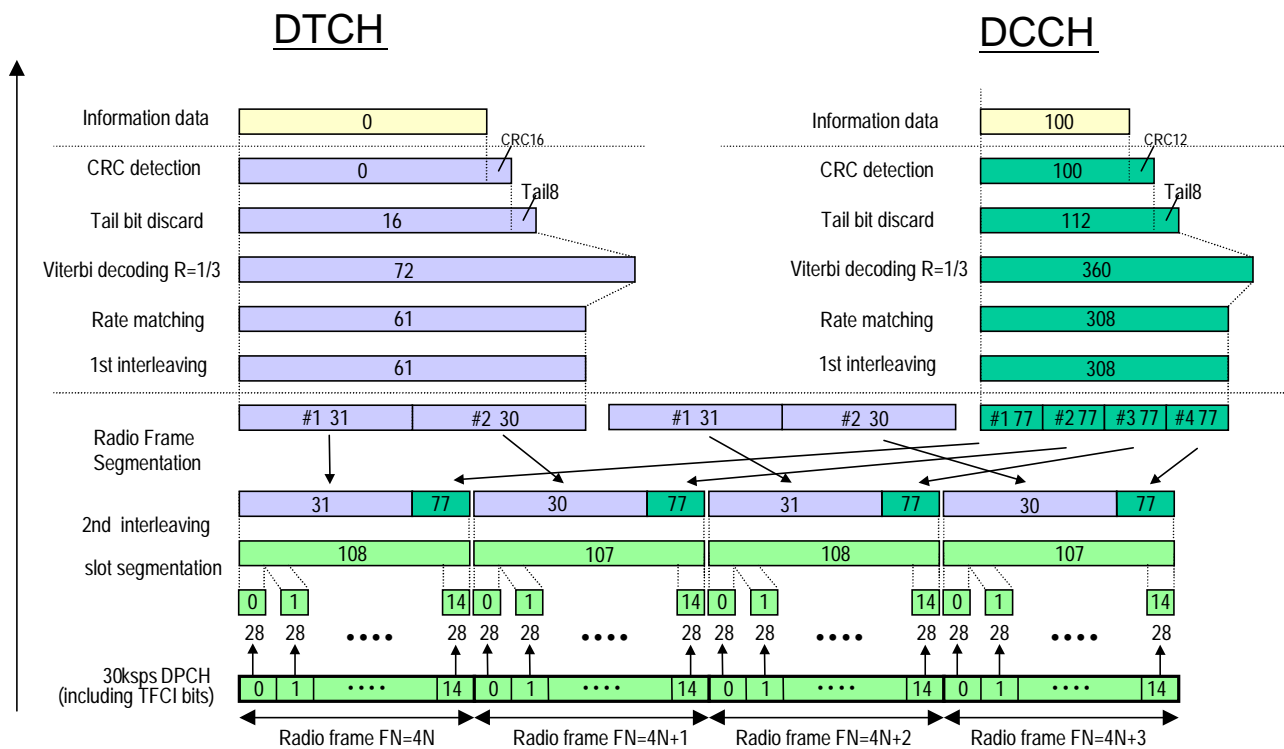 DTCH DCCH
Information data 0 Information data 100
CRC16 CRC12
CRC detection 0 CRC detection 100
Tail8 Tail8
Tail bit discard 16 Tail bit discard 112
Viterbi decoding R=1/3 72 Viterbi decoding R=1/3 360
Rate matching 61 Rate matching 308
1st interleaving 61 1st interleaving 308
#1 31 #2 30 #1 31 #2 30 #1 77 #2 77 #3 77 #4 77
Radio Frame
Segmentation
31 77 30 77 31 77 30 77
2nd interleaving
108 107 108 107
slot segmentation
0 1 14 0 1 14 0 1 14 0 1 14
28 28 •••• 28 28 28 •••• 28 28 28 •••• 28 28 28 •••• 28
30ksps DPCH
(including TFCI bits)
0 1 •••• 14 0 1 •••• 14 0 1 •••• 14 0 1 •••• 14
Radio frame FN=4N Radio frame FN=4N+1 Radio frame FN=4N+2 Radio frame FN=4N+3